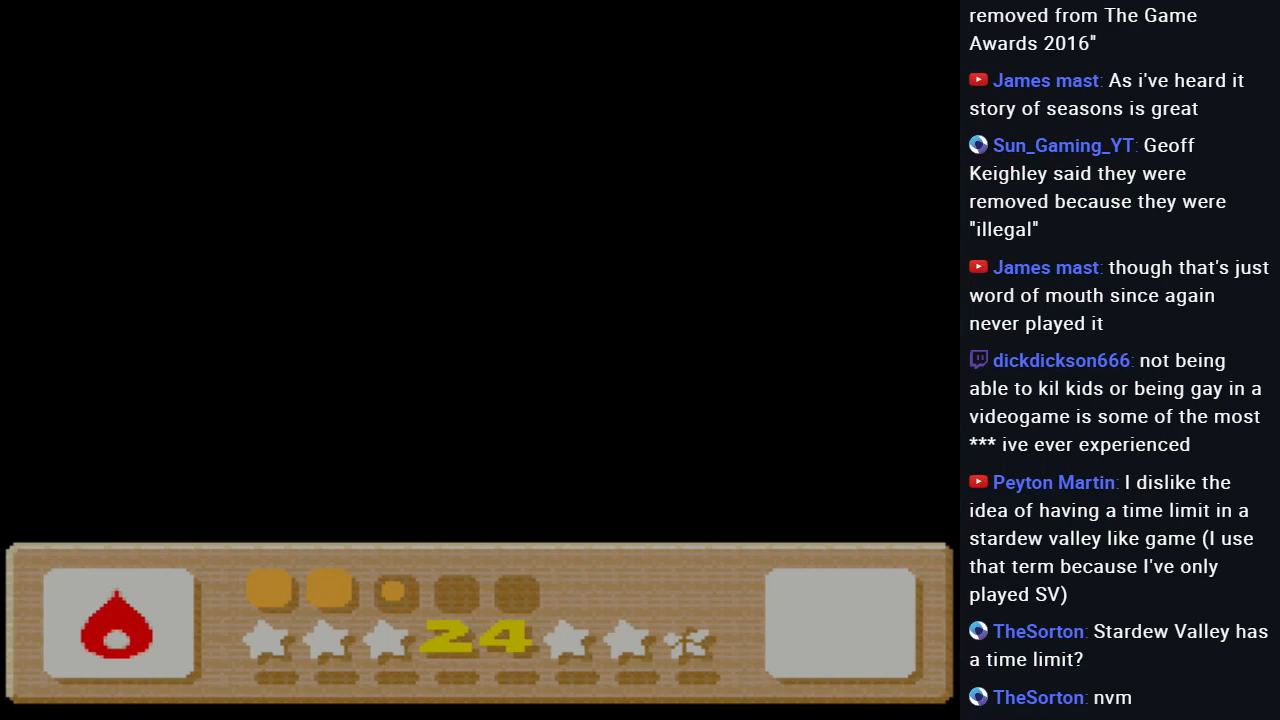 removed from The Game
Awards 2016"
James mast: As i've heard it
story of seasons is great
Sun_Gaming_YT: Geoff
Keighley said they were
removed because they were
"illegal"
James mast: though that's just
word of mouth since again
never played it
dickdickson666: not being
able to kil kids or being gay in a
videogame is some of the most
*** ive ever experienced
Peyton Martin: I dislike the
idea of having a time limit in a
stardew valley like game (I use
that term because I've only
played SV)
TheSorton: Stardew Valley has
a time limit?
TheSorton: nvm
24